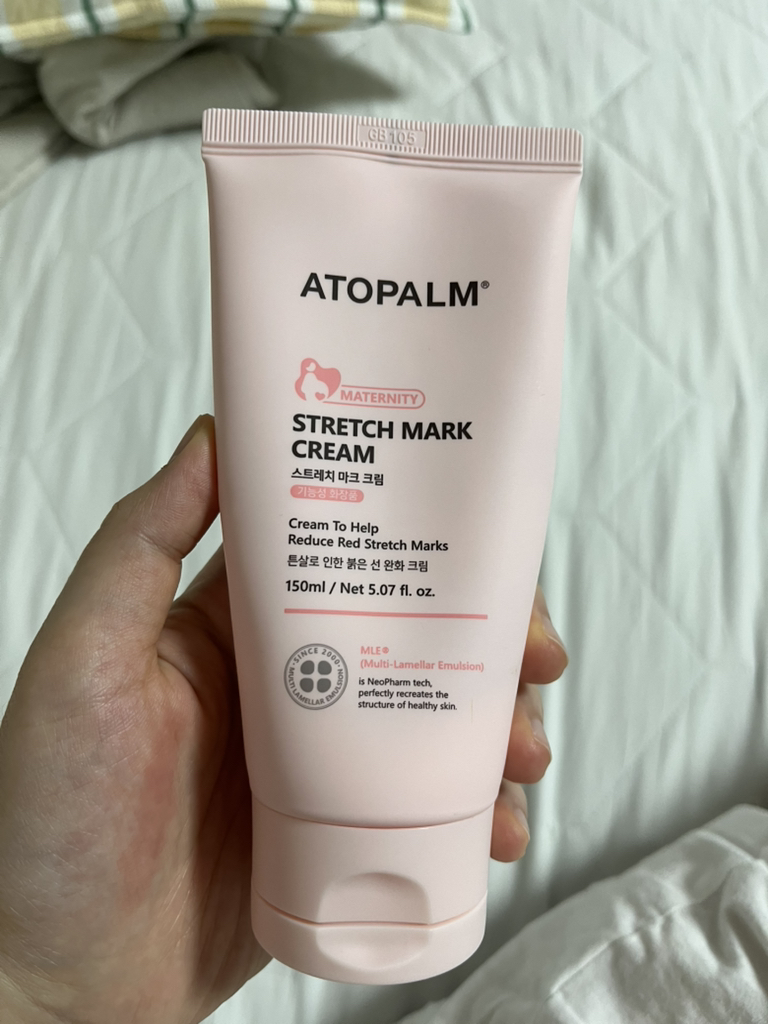 GB105
ATOPALM®
MATERNITY
STRETCH MARK
CREAM
스트레치 마크 크림
기능성 화장품
Cream To Help
Reduce Red Stretch Marks
튼살로 인한 붉은 선 완화 크림
150ml / Net 5.07 fl. oz.
·SINCE 2000·
MULTI LAMELLAR EMULSION
MLE®
(Multi-Lamellar Emulsion)
is NeoPharm tech,
perfectly recreates the
structure of healthy skin.